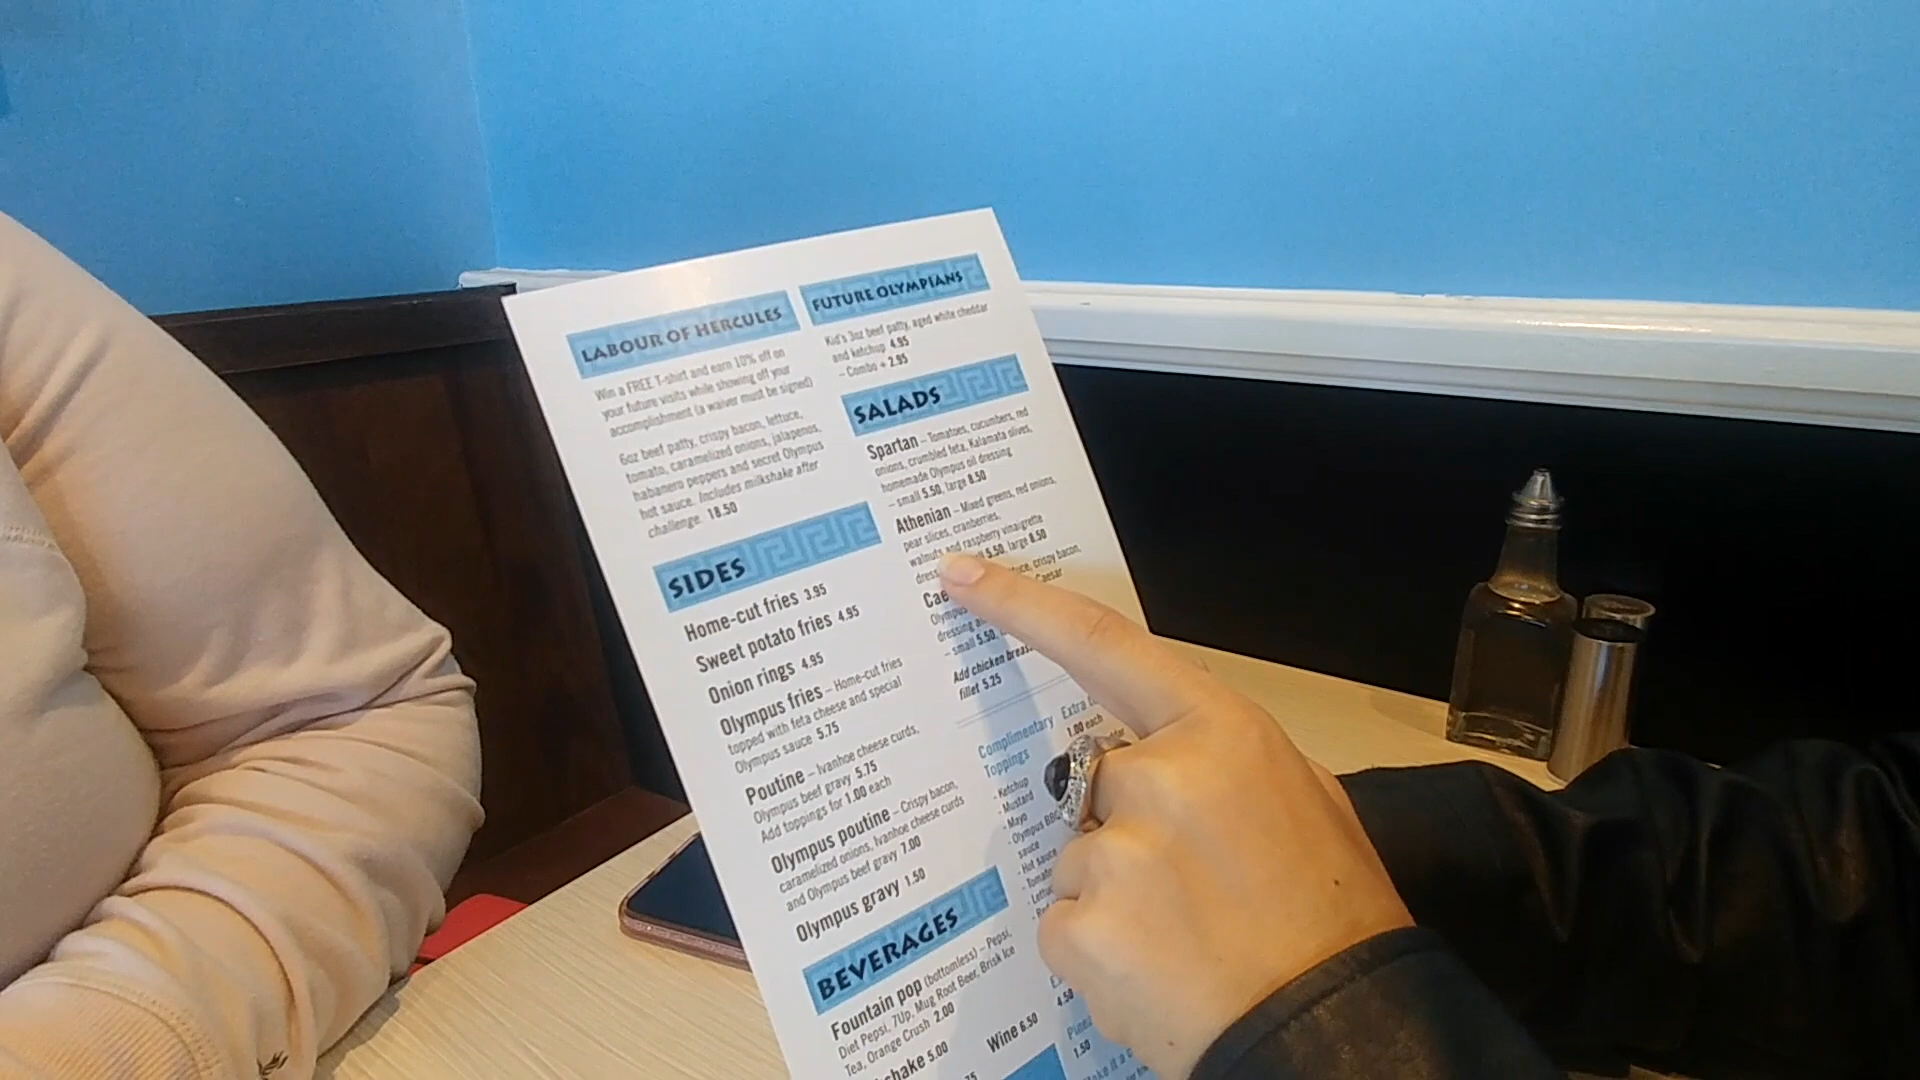 LABOUR OF HERCULES
Win a FREE T-shirt and earn 10% off on
your future visits while showing off your
accomplishment (a waiver must be signed)
6oz beef patty, crispy bacon, lettuce,
tomato, caramelized onions, jalapenos,
habanero peppers and secret Olympus
hot sauce. Includes milkshake after
challenge 18.50
SIDES
Home-cut fries 3.95
Sweet potato fries 4.95
Onion rings 4.95
Olympus fries – Home-cut fries
topped with feta cheese and special
Olympus sauce 5.75
Poutine – Ivanhoe cheese curds,
Olympus beef gravy 5.75
Add toppings for 1.00 each
Olympus poutine – Crispy bacon,
caramelized onions, Ivanhoe cheese curds
and Olympus beef gravy 7.00
Olympus gravy 1.50
BEVERAGES
Fountain pop (bottomless) – Pepsi,
Diet Pepsi, 7Up, Mug Root Beer, Brisk Ice
Tea, Orange Crush 2.00
shake 5.00
Wine 6.50
FUTURE OLYMPIANS
Kid's 3oz beef patty, aged white cheddar
and ketchup 4.95
– Combo + 2.95
SALADS
Spartan – Tomatoes, cucumbers, red
onions, crumbled feta, Kalamata olives,
homemade Olympus oil dressing
– small 5.50, large 8.50
Athenian – Mixed greens, red onions,
pear slices, cranberries,
walnuts and raspberry vinaigrette
5.50, large 8.50
crispy bacon,
Caesar
Olympus
dressing
– small 5.50,
Add chicken
fillet 5.25
Complimentary
Toppings
- Ketchup
- Mustard
- Mayo
- Olympus BBQ
sauce
- Hot sauce
Extra
1.00 each
4.50
1.50